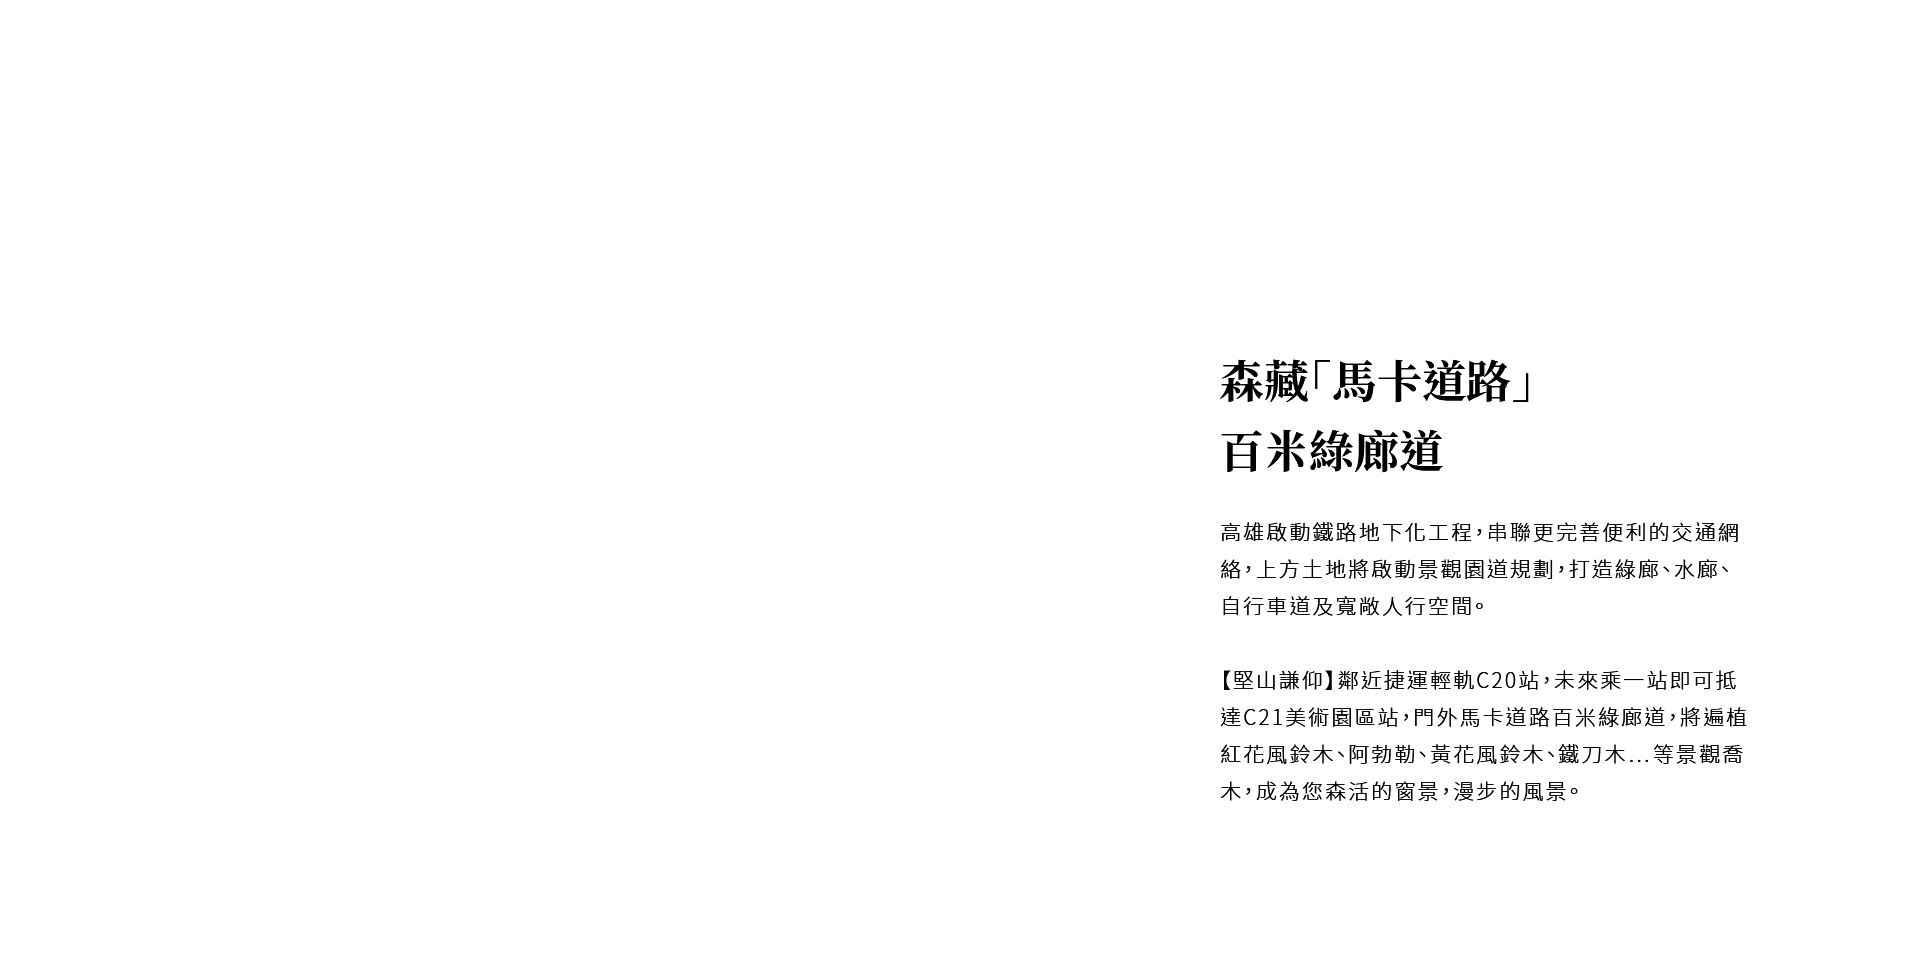 森藏「馬卡道路」
百米綠廊道
高雄啟動鐵路地下化工程，串聯更完善便利的交通網
絡，上方土地將啟動景觀園道規劃，打造綠廊、水廊、
自行車道及寬敞人行空間。
【堅山謙仰】鄰近捷運輕軌C20站，未來乘一站即可抵
達C21美術園區站，門外馬卡道路百米綠廊道，將遍植
紅花風鈴木、阿勃勒、黃花風鈴木、鐵刀木…等景觀喬
木，成為您森活的窗景，漫步的風景。